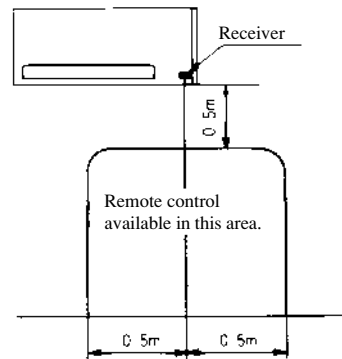 Receiver
0.5m
Remote control
available in this area.
0.5m
0.5m